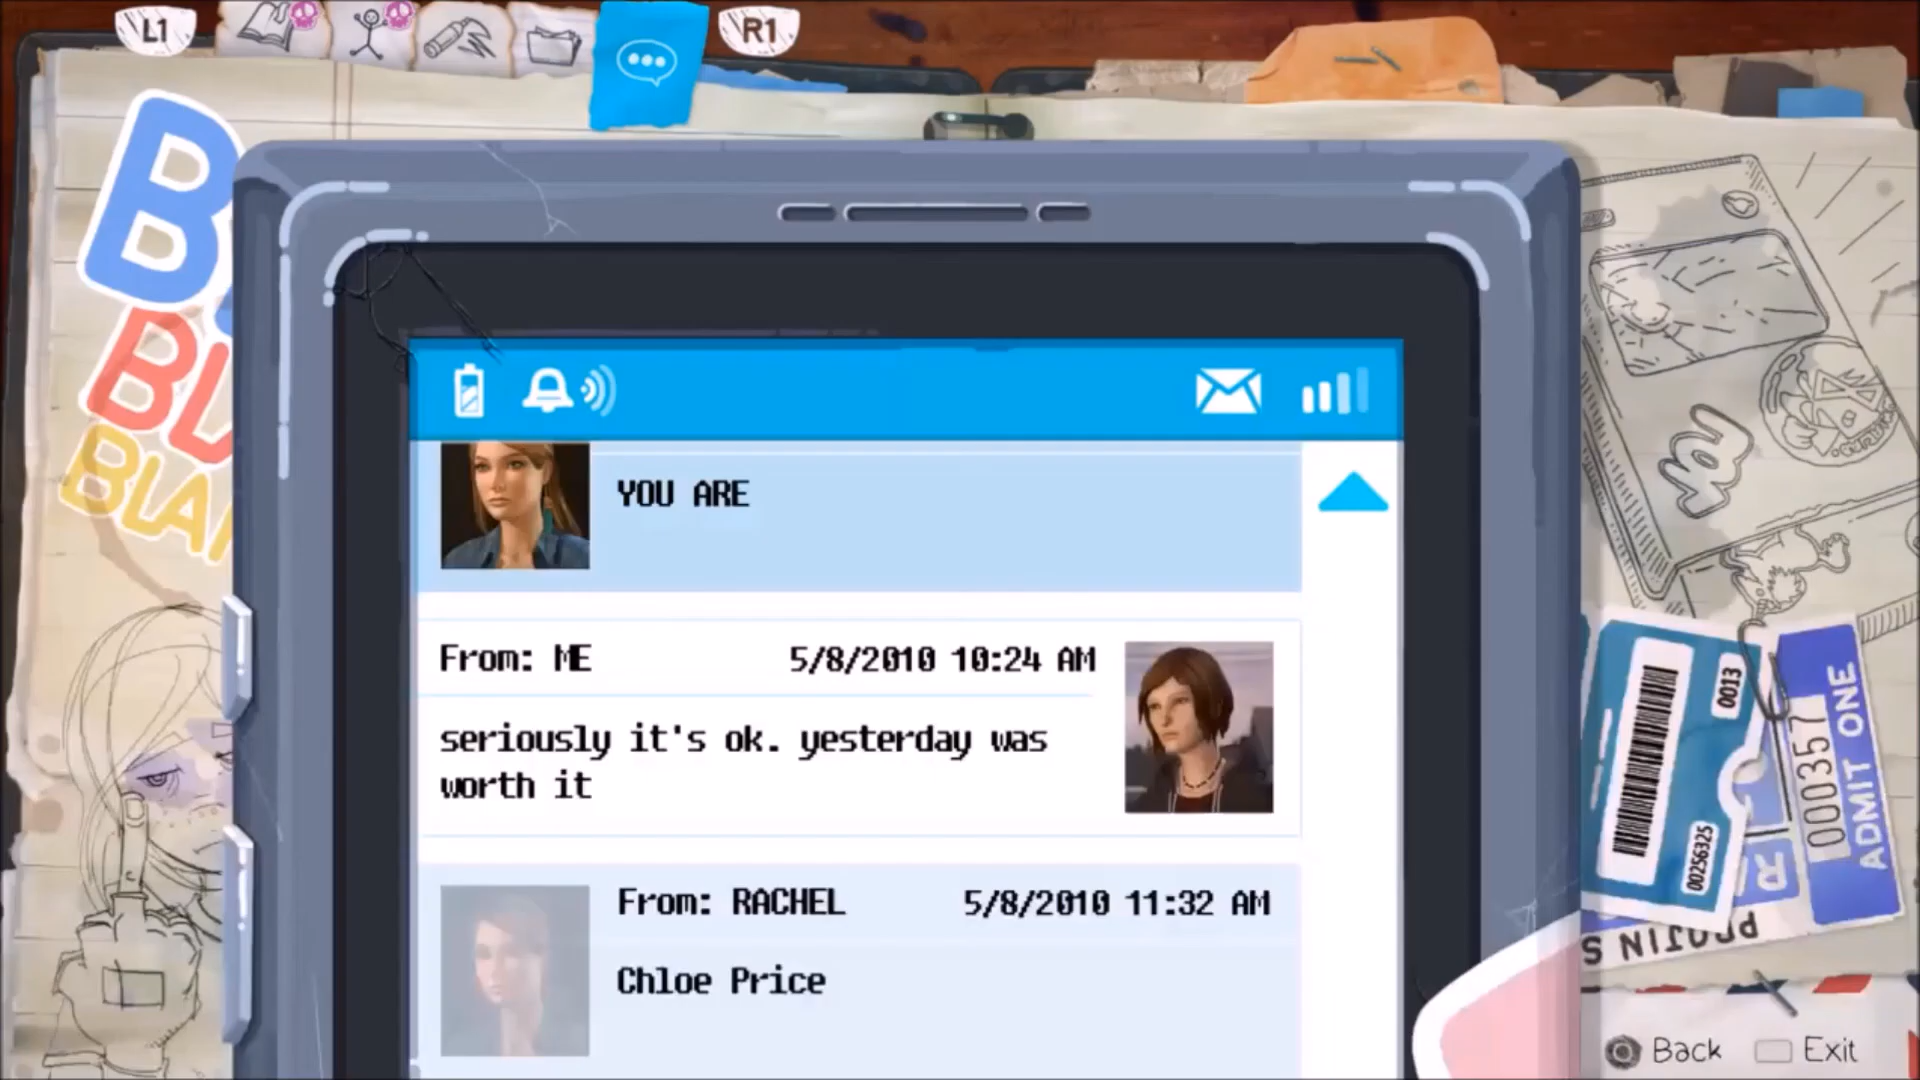 L1
R1
YOU ARE
From: ME 5/8/2010 10:24 AM
seriously it's ok. yesterday was
worth it
From: RACHEL 5/8/2010 11:32 AM
Chloe Price
0013
00256325
000357
ADMIT ONE
Back
Exit